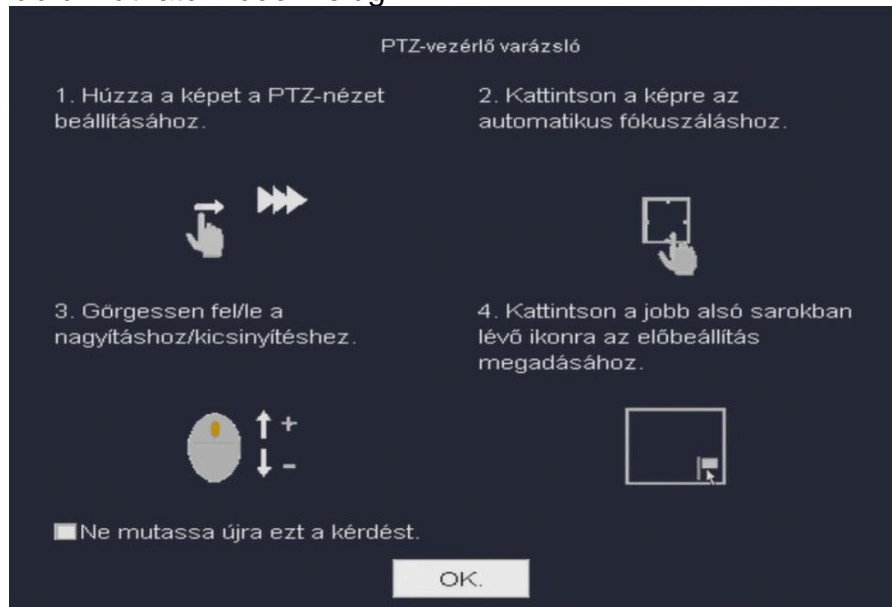 PTZ-vezérlő varázsló
1. Húzza a képet a PTZ-nézet
beállításához.
2. Kattintson a képre az
automatikus fókuszáláshoz.
3. Görgessen fel/le a
nagyításhoz/kicsinyítéshez.
+
-
4. Kattintson a jobb alsó sarokban
lévő ikonra az előbeállítás
megadásához.
Ne mutassa újra ezt a kérdést.
OK.